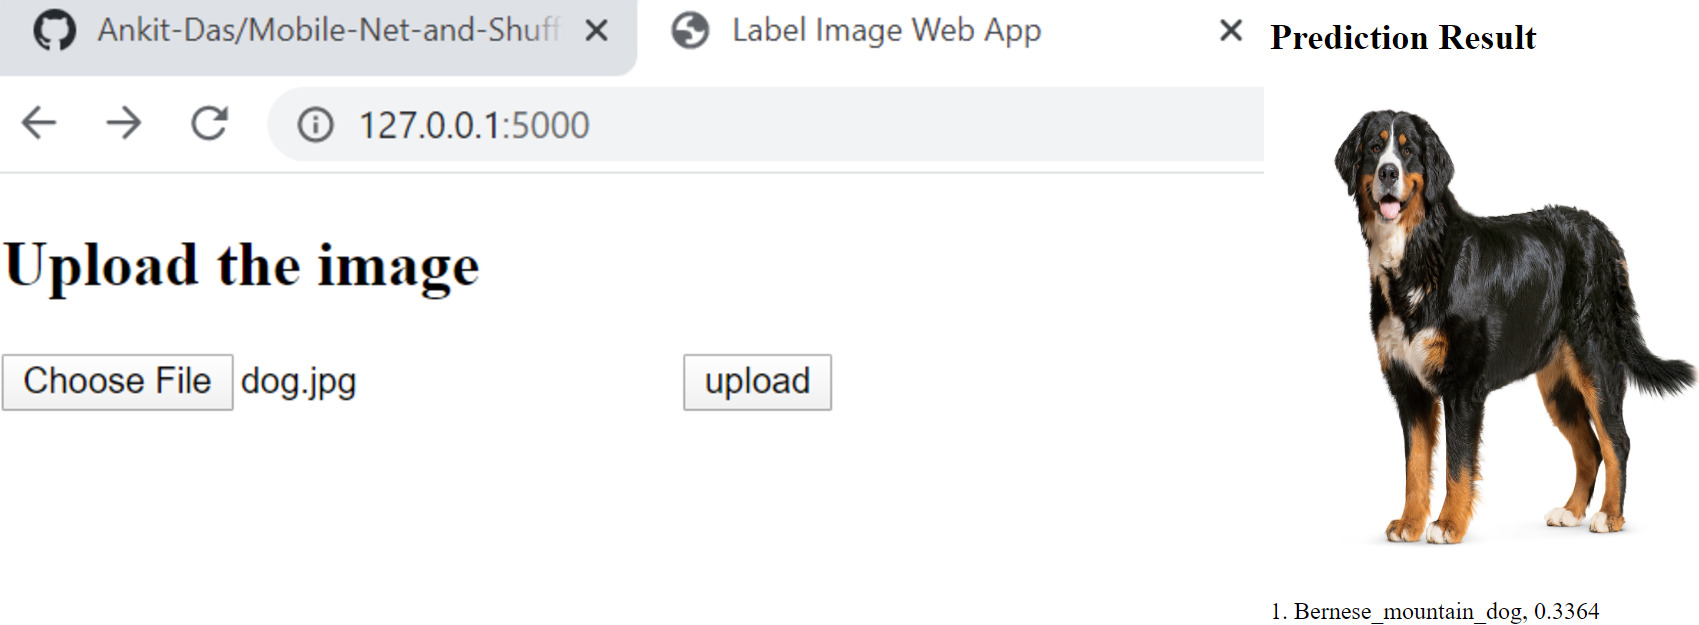 Ankit-Das/Mobile-Net-and-Shuff
Label Image Web App
127.0.0.1:5000
Upload the image
Choose File dog.jpg
upload
Prediction Result
1. Bernese_mountain_dog, 0.3364